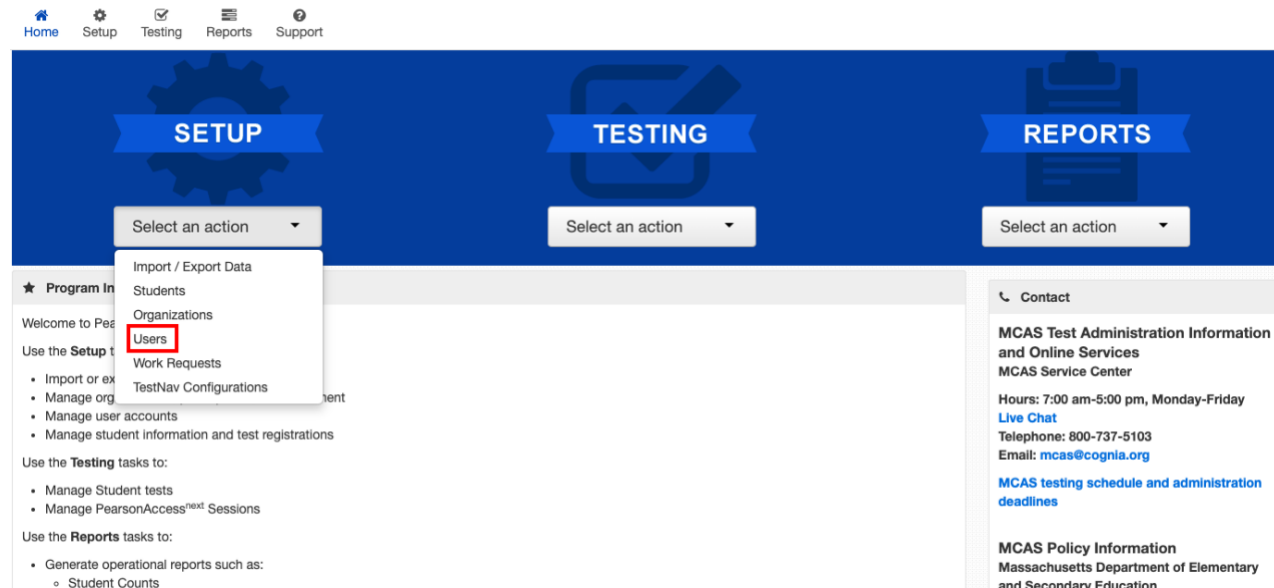 Home Setup Testing Reports Support
SETUP
TESTING
REPORTS
Select an action
Select an action
Select an action
Import / Export Data
Students
Organizations
Users
Work Requests
TestNav Configurations
Program In
Welcome to Pea
Use the Setup t
• Import or ex
• Manage org
• Manage user accounts
• Manage student information and test registrations
Use the Testing tasks to:
• Manage Student tests
• Manage PearsonAccessnext Sessions
Use the Reports tasks to:
• Generate operational reports such as:
Student Counts
Contact
MCAS Test Administration Information
and Online Services
MCAS Service Center
Hours: 7:00 am-5:00 pm, Monday-Friday
Live Chat
Telephone: 800-737-5103
Email: mcas@cognia.org
MCAS testing schedule and administration
deadlines
MCAS Policy Information
Massachusetts Department of Elementary
and Secondary Education